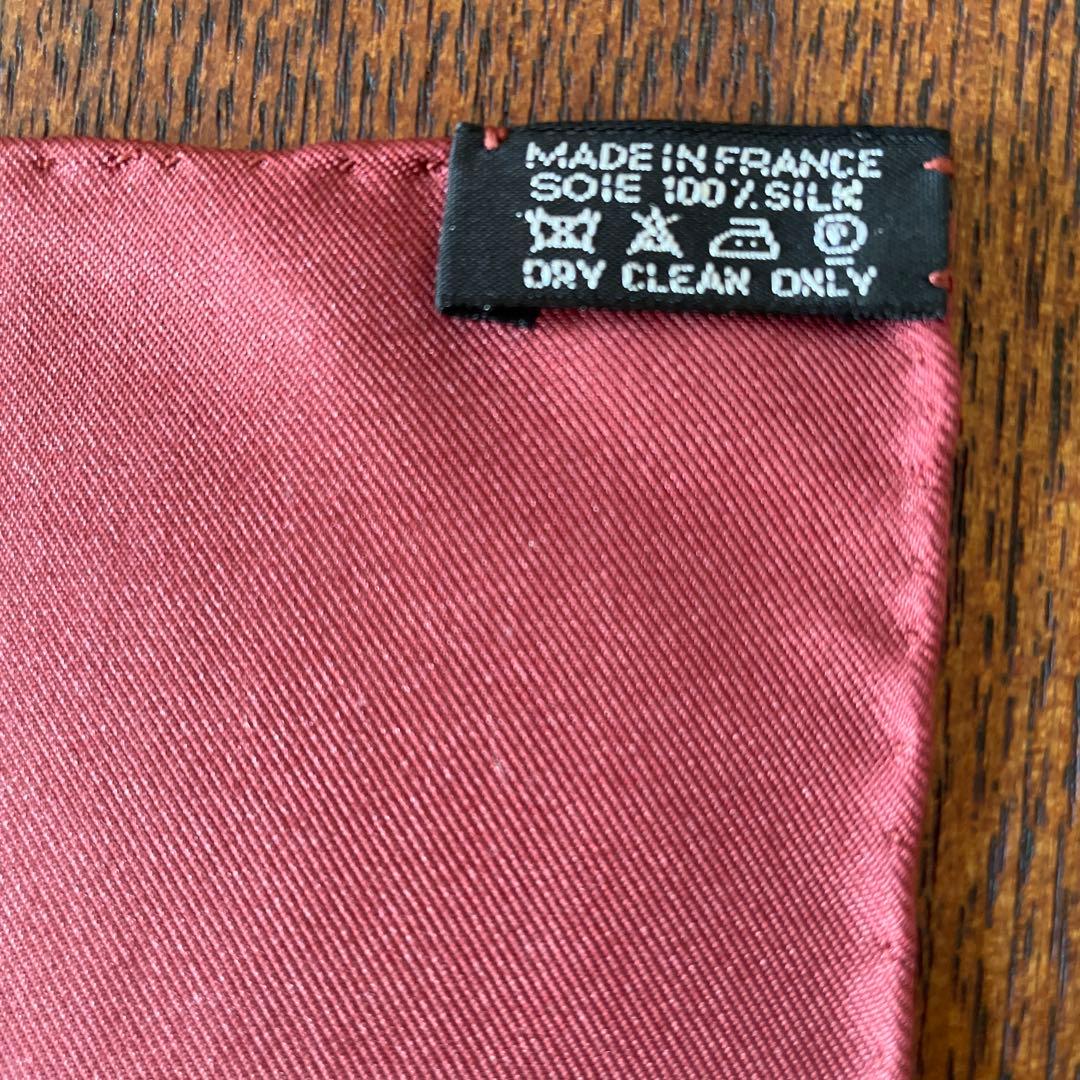 MADE IN FRANCE
SOIE 100% SILK
P
DRY CLEAN ONLY